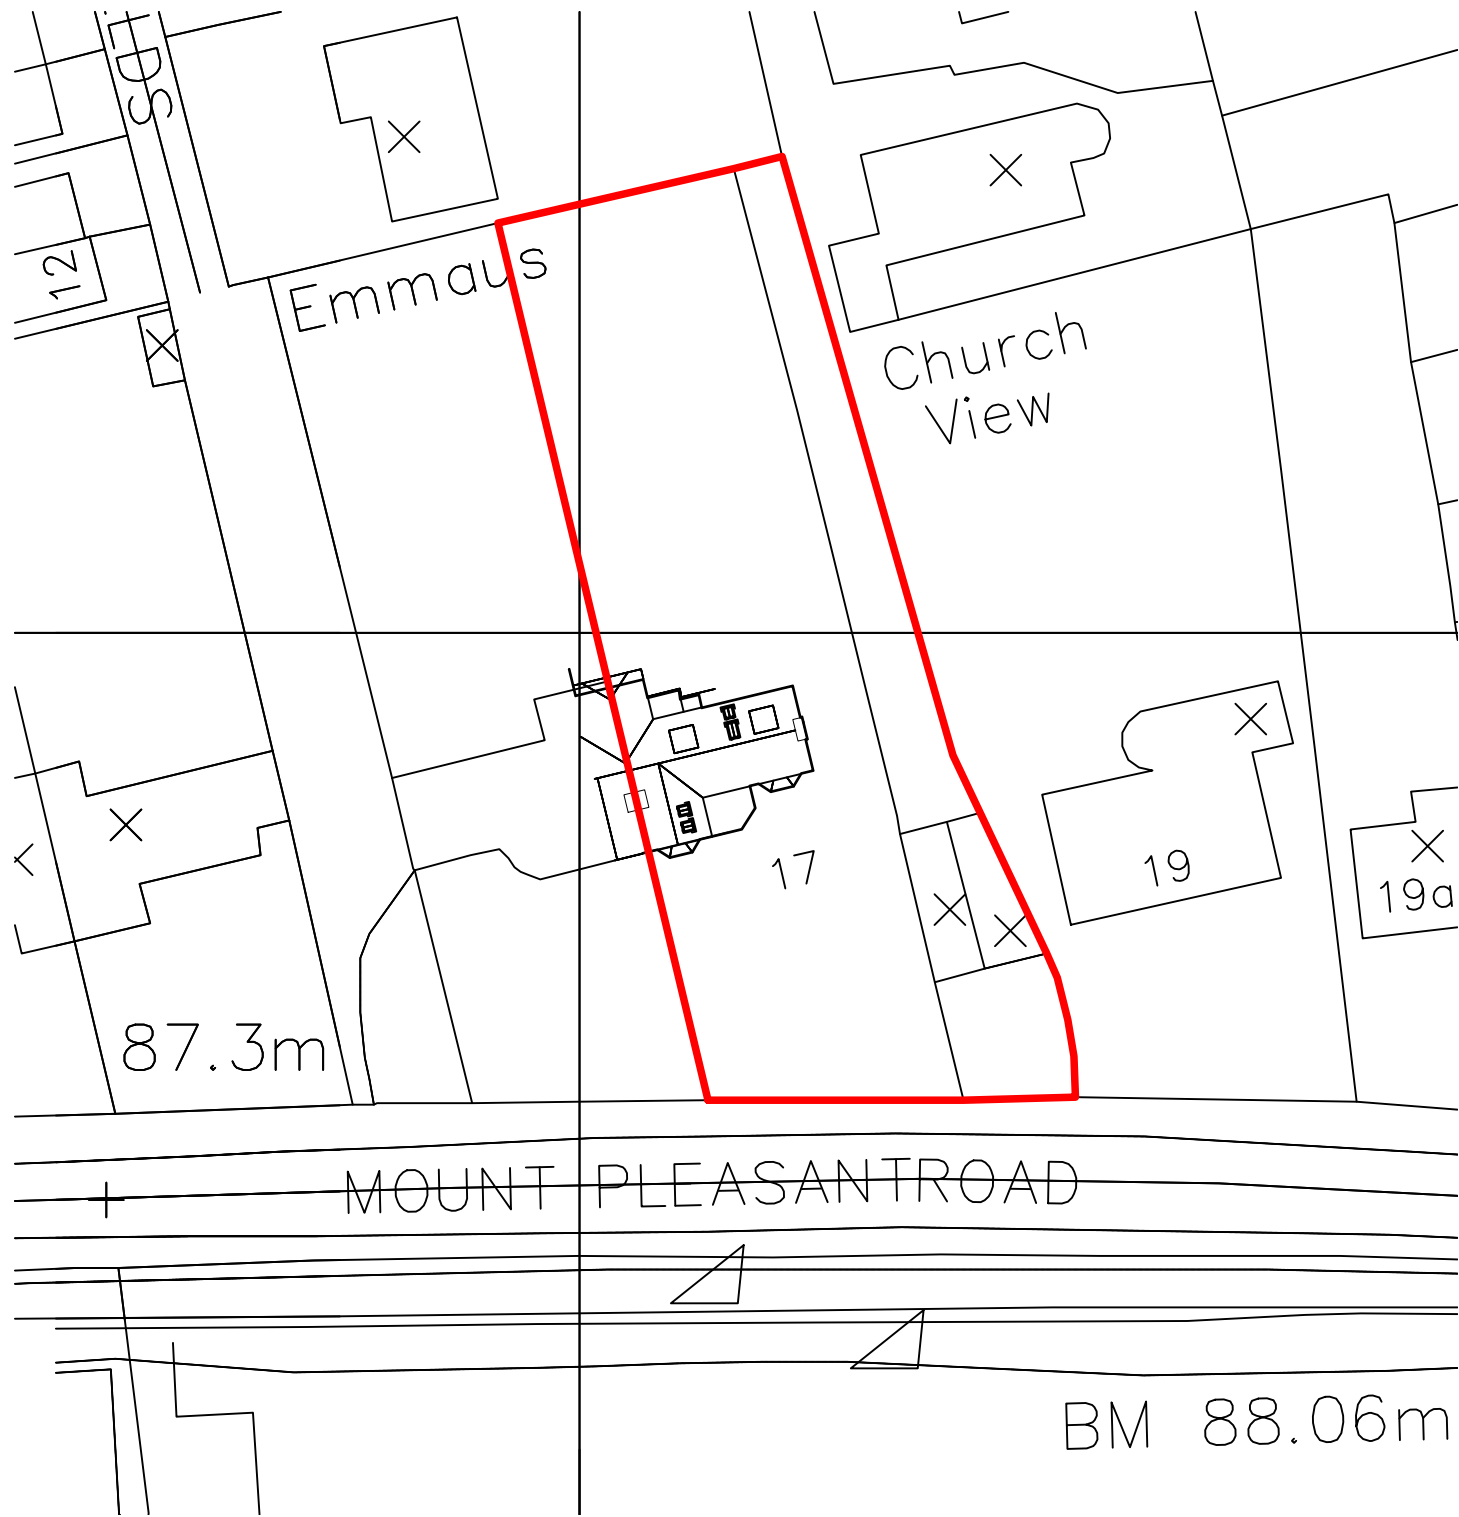 12
Emmaus
Church
View
17
19
19a
87.3m
MOUNT PLEASANTROAD
BM 88.06m